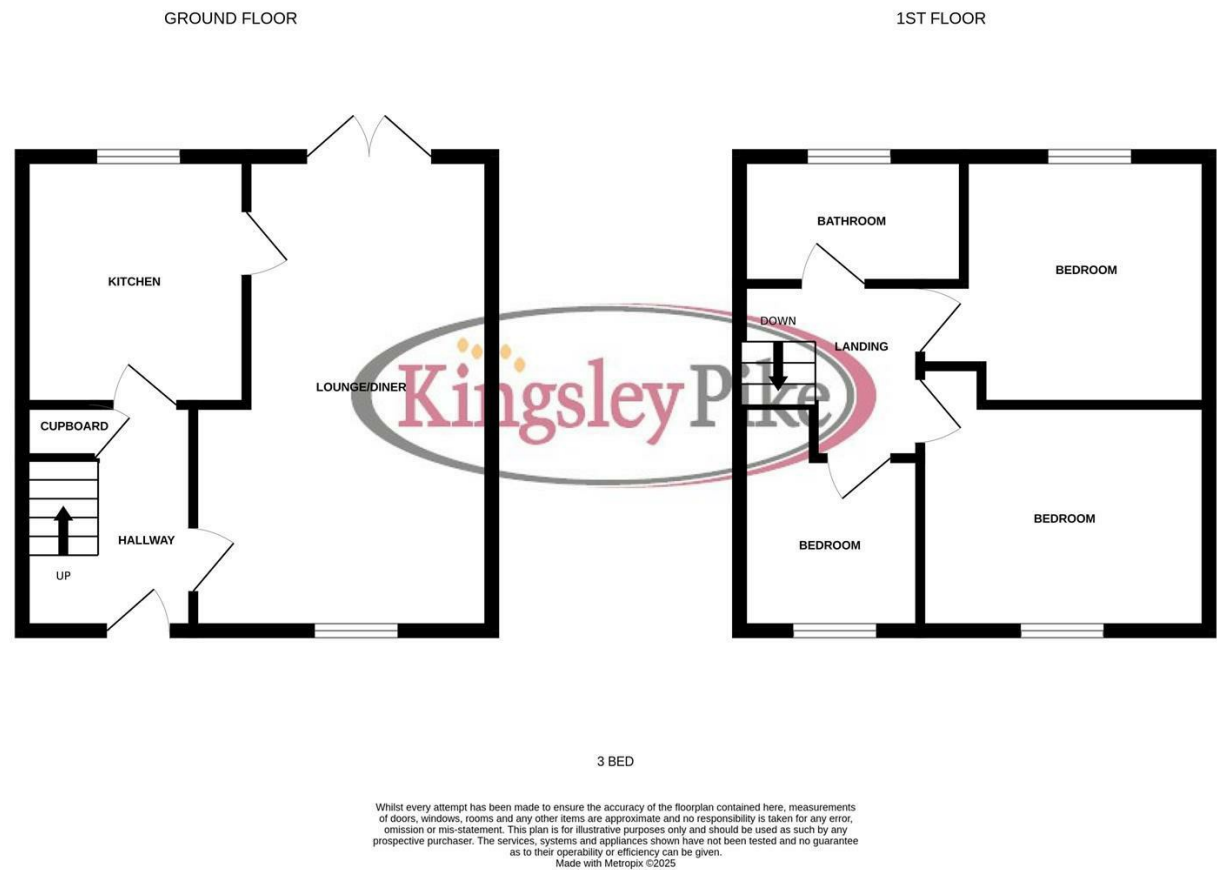 GROUND FLOOR
1ST FLOOR
KITCHEN
CUPBOARD
HALLWAY
UP
LOUNGE/DINER
BATHROOM
BEDROOM
DOWN
LANDING
BEDROOM
BEDROOM
Kingsley Pike
3 BED
Whilst every attempt has been made to ensure the accuracy of the floorplan contained here, measurements
of doors, windows, rooms and any other items are approximate and no responsibility is taken for any error,
omission or mis-statement. This plan is for illustrative purposes only and should be used as such by any
prospective purchaser. The services, systems and appliances shown have not been tested and no guarantee
as to their operability or efficiency can be given.
Made with Metropix ©2025